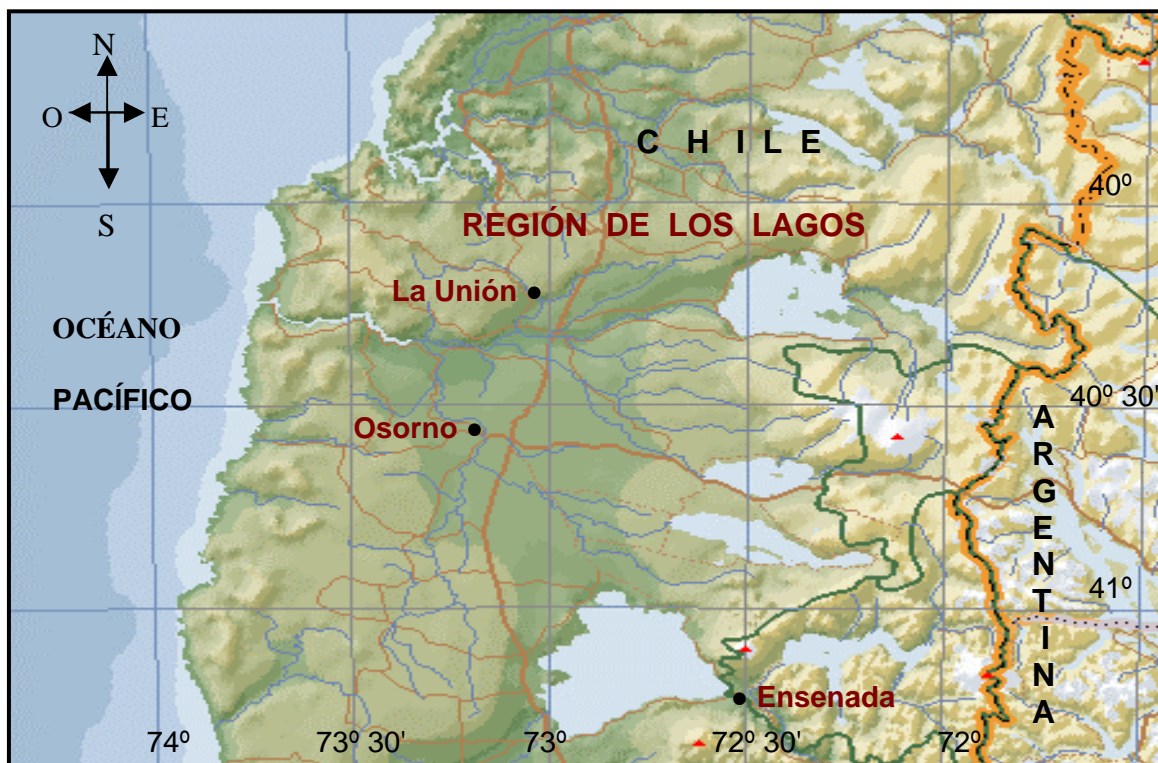 N
O E
S
C H I L E
40º
REGIÓN DE LOS LAGOS
La Unión
OCÉANO
PACÍFICO
40º 30'
Osorno
ARGENTINA
41º
Ensenada
74º 73º 30' 73º 72º 30' 72º